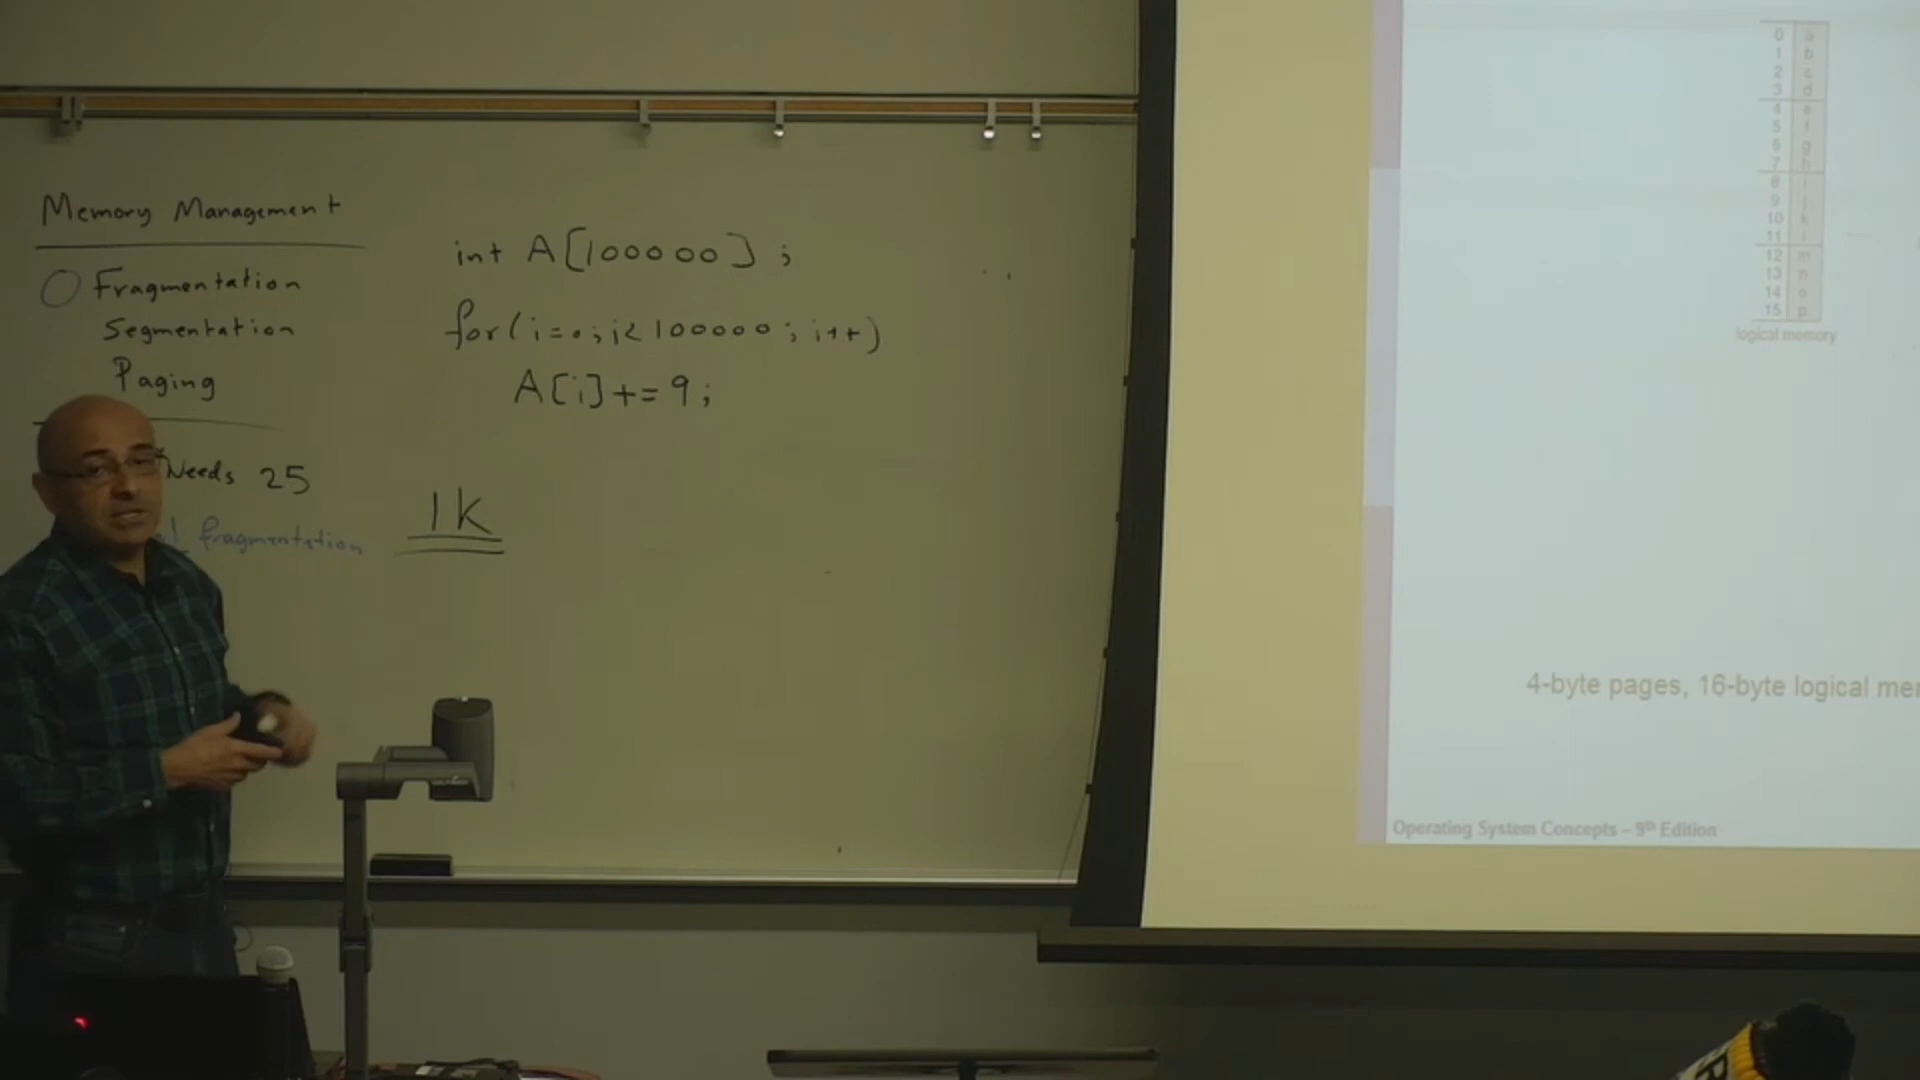 Memory Management
Fragmentation
Segmentation
Paging
Needs 25
fragmentation
int A[100000];
for(i=0;i<100000;i++)
A[i]+=9;
1K
0 a
1 b
2 c
3 d
4 e
5 f
6 g
7 h
8 i
9 j
10 k
11 l
12 m
13 n
14 o
15 p
logical memory
4-byte pages, 16-byte logical
Operating System Concepts – 9th Edition